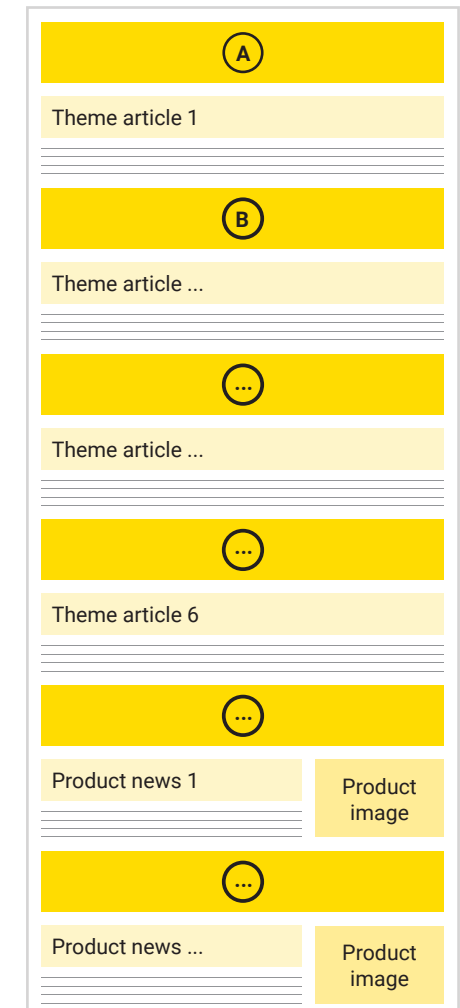 A
Theme article 1
B
Theme article ...
...
Theme article ...
...
Theme article 6
...
Product news 1
Product
image
...
Product news ...
Product
image